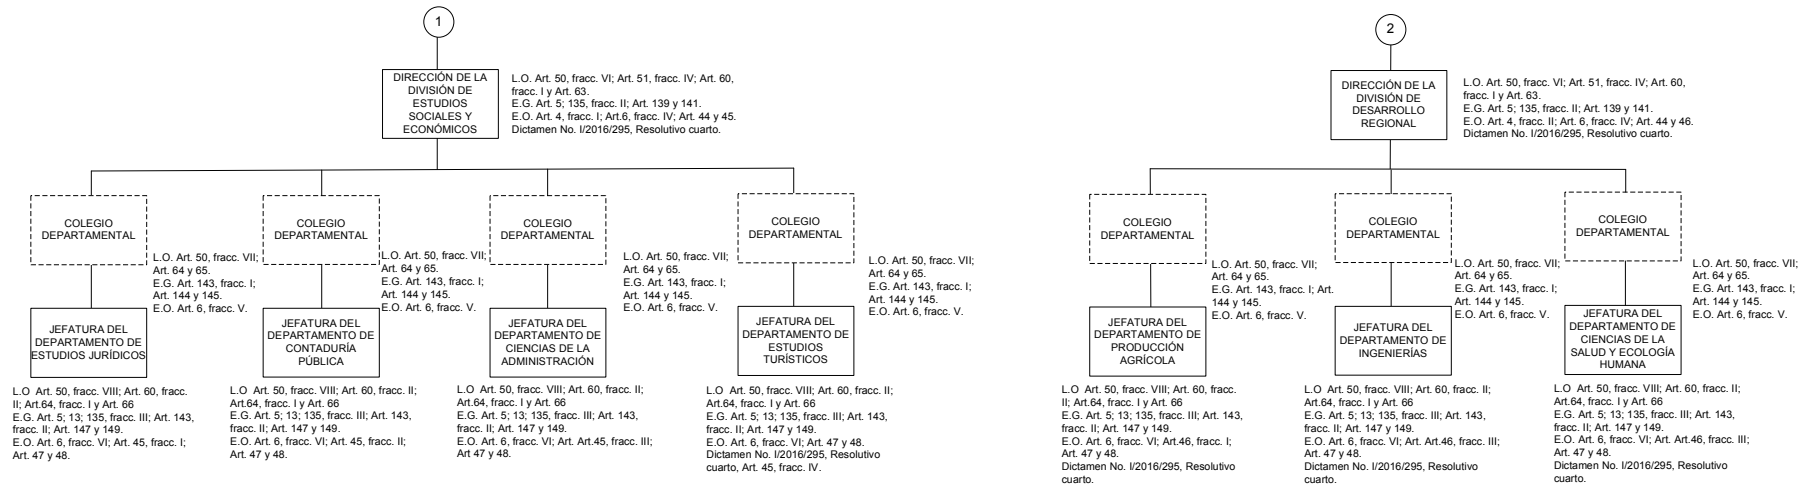 1
DIRECCIÓN DE LA
DIVISIÓN DE
ESTUDIOS
SOCIALES Y
ECONÓMICOS
L.O. Art. 50, fracc. VI; Art. 51, fracc. IV; Art. 60,
fracc. I y Art. 63.
E.G. Art. 5; 135, fracc. II; Art. 139 y 141.
E.O. Art. 4, fracc. I; Art.6, fracc. IV; Art. 44 y 45.
Dictamen No. I/2016/295, Resolutivo cuarto.
COLEGIO
DEPARTAMENTAL
L.O. Art. 50, fracc. VII;
Art. 64 y 65.
E.G. Art. 143, fracc. I;
Art. 144 y 145.
E.O. Art. 6, fracc. V.
JEFATURA DEL
DEPARTAMENTO DE
ESTUDIOS JURÍDICOS
L.O Art. 50, fracc. VIII; Art. 60, fracc.
II; Art.64, fracc. I y Art. 66
E.G. Art. 5; 13; 135, fracc. III; Art. 143,
fracc. II; Art. 147 y 149.
E.O. Art. 6, fracc. VI; Art. 45, fracc. I;
Art. 47 y 48.
COLEGIO
DEPARTAMENTAL
L.O. Art. 50, fracc. VII;
Art. 64 y 65.
E.G. Art. 143, fracc. I;
Art. 144 y 145.
E.O. Art. 6, fracc. V.
JEFATURA DEL
DEPARTAMENTO DE
CONTADURÍA
PÚBLICA
L.O Art. 50, fracc. VIII; Art. 60, fracc. II;
Art.64, fracc. I y Art. 66
E.G. Art. 5; 13; 135, fracc. III; Art. 143,
fracc. II; Art. 147 y 149.
E.O. Art. 6, fracc. VI; Art. 45, fracc. II;
Art. 47 y 48.
COLEGIO
DEPARTAMENTAL
L.O. Art. 50, fracc. VII;
Art. 64 y 65.
E.G. Art. 143, fracc. I;
Art. 144 y 145.
E.O. Art. 6, fracc. V.
JEFATURA DEL
DEPARTAMENTO DE
CIENCIAS DE LA
ADMINISTRACIÓN
L.O Art. 50, fracc. VIII; Art. 60, fracc. II;
Art.64, fracc. I y Art. 66
E.G. Art. 5; 13; 135, fracc. III; Art. 143,
fracc. II; Art. 147 y 149.
E.O. Art. 6, fracc. VI; Art. Art.45, fracc. III;
Art 47 y 48.
COLEGIO
DEPARTAMENTAL
L.O. Art. 50, fracc. VII;
Art. 64 y 65.
E.G. Art. 143, fracc. I;
Art. 144 y 145.
E.O. Art. 6, fracc. V.
JEFATURA DEL
DEPARTAMENTO DE
ESTUDIOS
TURÍSTICOS
L.O Art. 50, fracc. VIII; Art. 60, fracc. II;
Art.64, fracc. I y Art. 66
E.G. Art. 5; 13; 135, fracc. III; Art. 143,
fracc. II; Art. 147 y 149.
E.O. Art. 6, fracc. VI; Art. 47 y 48.
Dictamen No. I/2016/295, Resolutivo
cuarto, Art. 45, fracc. IV.
2
DIRECCIÓN DE LA
DIVISIÓN DE
DESARROLLO
REGIONAL
L.O. Art. 50, fracc. VI; Art. 51, fracc. IV; Art. 60,
fracc. I y Art. 63.
E.G. Art. 5; 135, fracc. II; Art. 139 y 141.
E.O. Art. 4, fracc. II; Art. 6, fracc. IV; Art. 44 y 46.
Dictamen No. I/2016/295, Resolutivo cuarto.
COLEGIO
DEPARTAMENTAL
L.O. Art. 50, fracc. VII;
Art. 64 y 65.
E.G. Art. 143, fracc. I; Art.
144 y 145.
E.O. Art. 6, fracc. V.
JEFATURA DEL
DEPARTAMENTO DE
PRODUCCIÓN
AGRÍCOLA
L.O Art. 50, fracc. VIII; Art. 60, fracc.
II; Art.64, fracc. I y Art. 66
E.G. Art. 5; 13; 135, fracc. III; Art. 143,
fracc. II; Art. 147 y 149.
E.O. Art. 6, fracc. VI; Art.46, fracc. I;
Art. 47 y 48.
Dictamen No. I/2016/295, Resolutivo
cuarto.
COLEGIO
DEPARTAMENTAL
L.O. Art. 50, fracc. VII;
Art. 64 y 65.
E.G. Art. 143, fracc. I;
Art. 144 y 145.
E.O. Art. 6, fracc. V.
JEFATURA DEL
DEPARTAMENTO DE
INGENIERÍAS
L.O Art. 50, fracc. VIII; Art. 60, fracc. II;
Art.64, fracc. I y Art. 66
E.G. Art. 5; 13; 135, fracc. III; Art. 143,
fracc. II; Art. 147 y 149.
E.O. Art. 6, fracc. VI; Art. Art.46, fracc. III;
Art. 47 y 48.
Dictamen No. I/2016/295, Resolutivo
cuarto.
COLEGIO
DEPARTAMENTAL
L.O. Art. 50, fracc. VII;
Art. 64 y 65.
E.G. Art. 143, fracc. I;
Art. 144 y 145.
E.O. Art. 6, fracc. V.
JEFATURA DEL
DEPARTAMENTO DE
CIENCIAS DE LA
SALUD Y ECOLOGÍA
HUMANA
L.O Art. 50, fracc. VIII; Art. 60, fracc. II;
Art.64, fracc. I y Art. 66
E.G. Art. 5; 13; 135, fracc. III; Art. 143,
fracc. II; Art. 147 y 149.
E.O. Art. 6, fracc. VI; Art. Art.46, fracc. III;
Art. 47 y 48.
Dictamen No. I/2016/295, Resolutivo
cuarto.